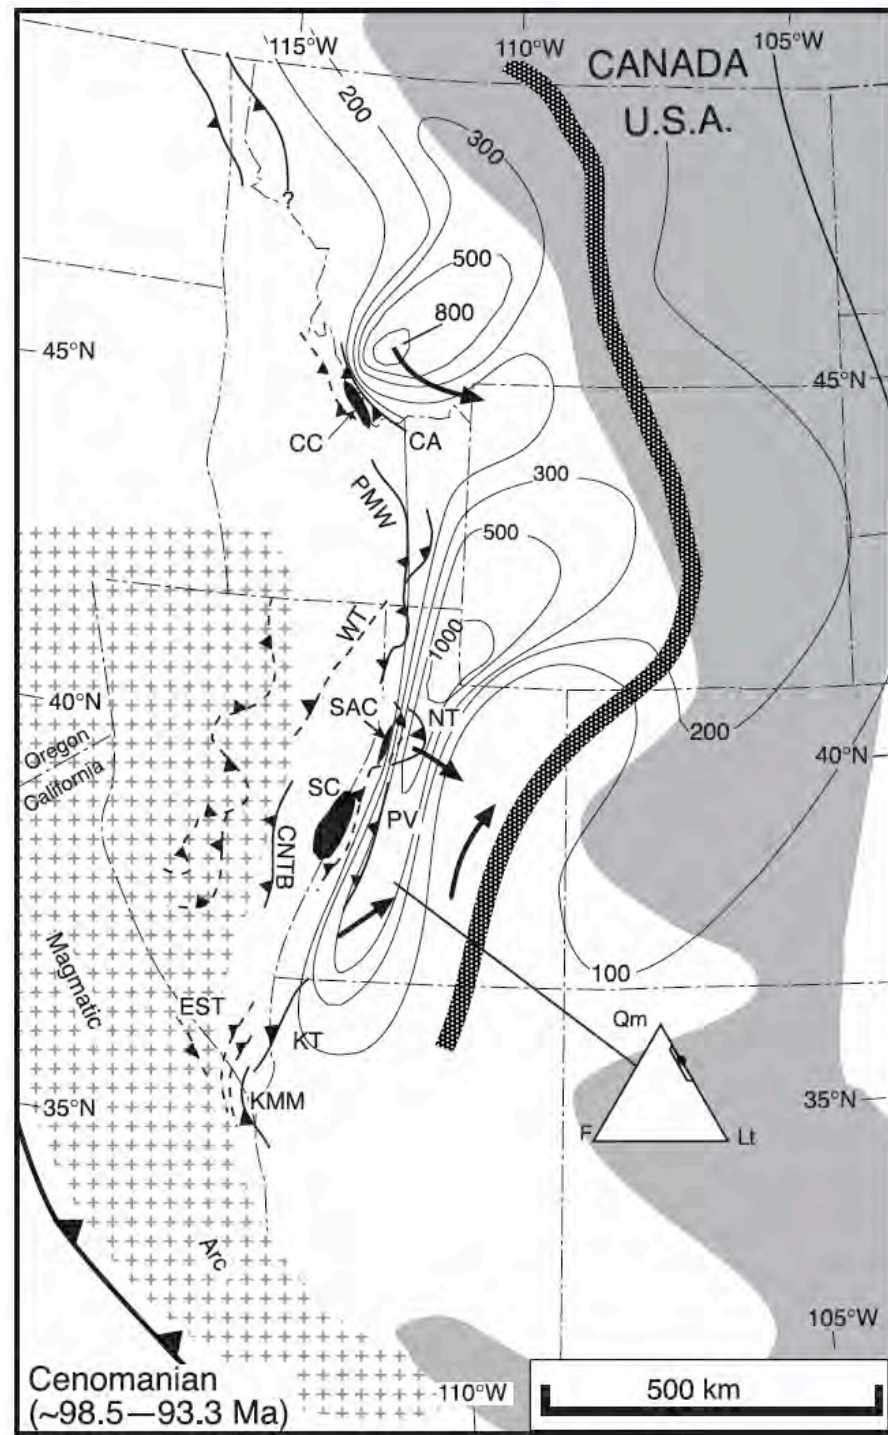 115°W
110°W
105°W
CANADA
U.S.A.
200
300
?
500
800
45°N
45°N
CC
CA
PMW
300
500
WT
1000
40°N
SAC
NT
200
40°N
Oregon
California
SC
PV
CNTB
Magmatic
100
EST
Qm
KT
KMM
35°N
35°N
F
Lt
Arc
105°W
Cenomanian
(~98.5—93.3 Ma)
110°W
500 km